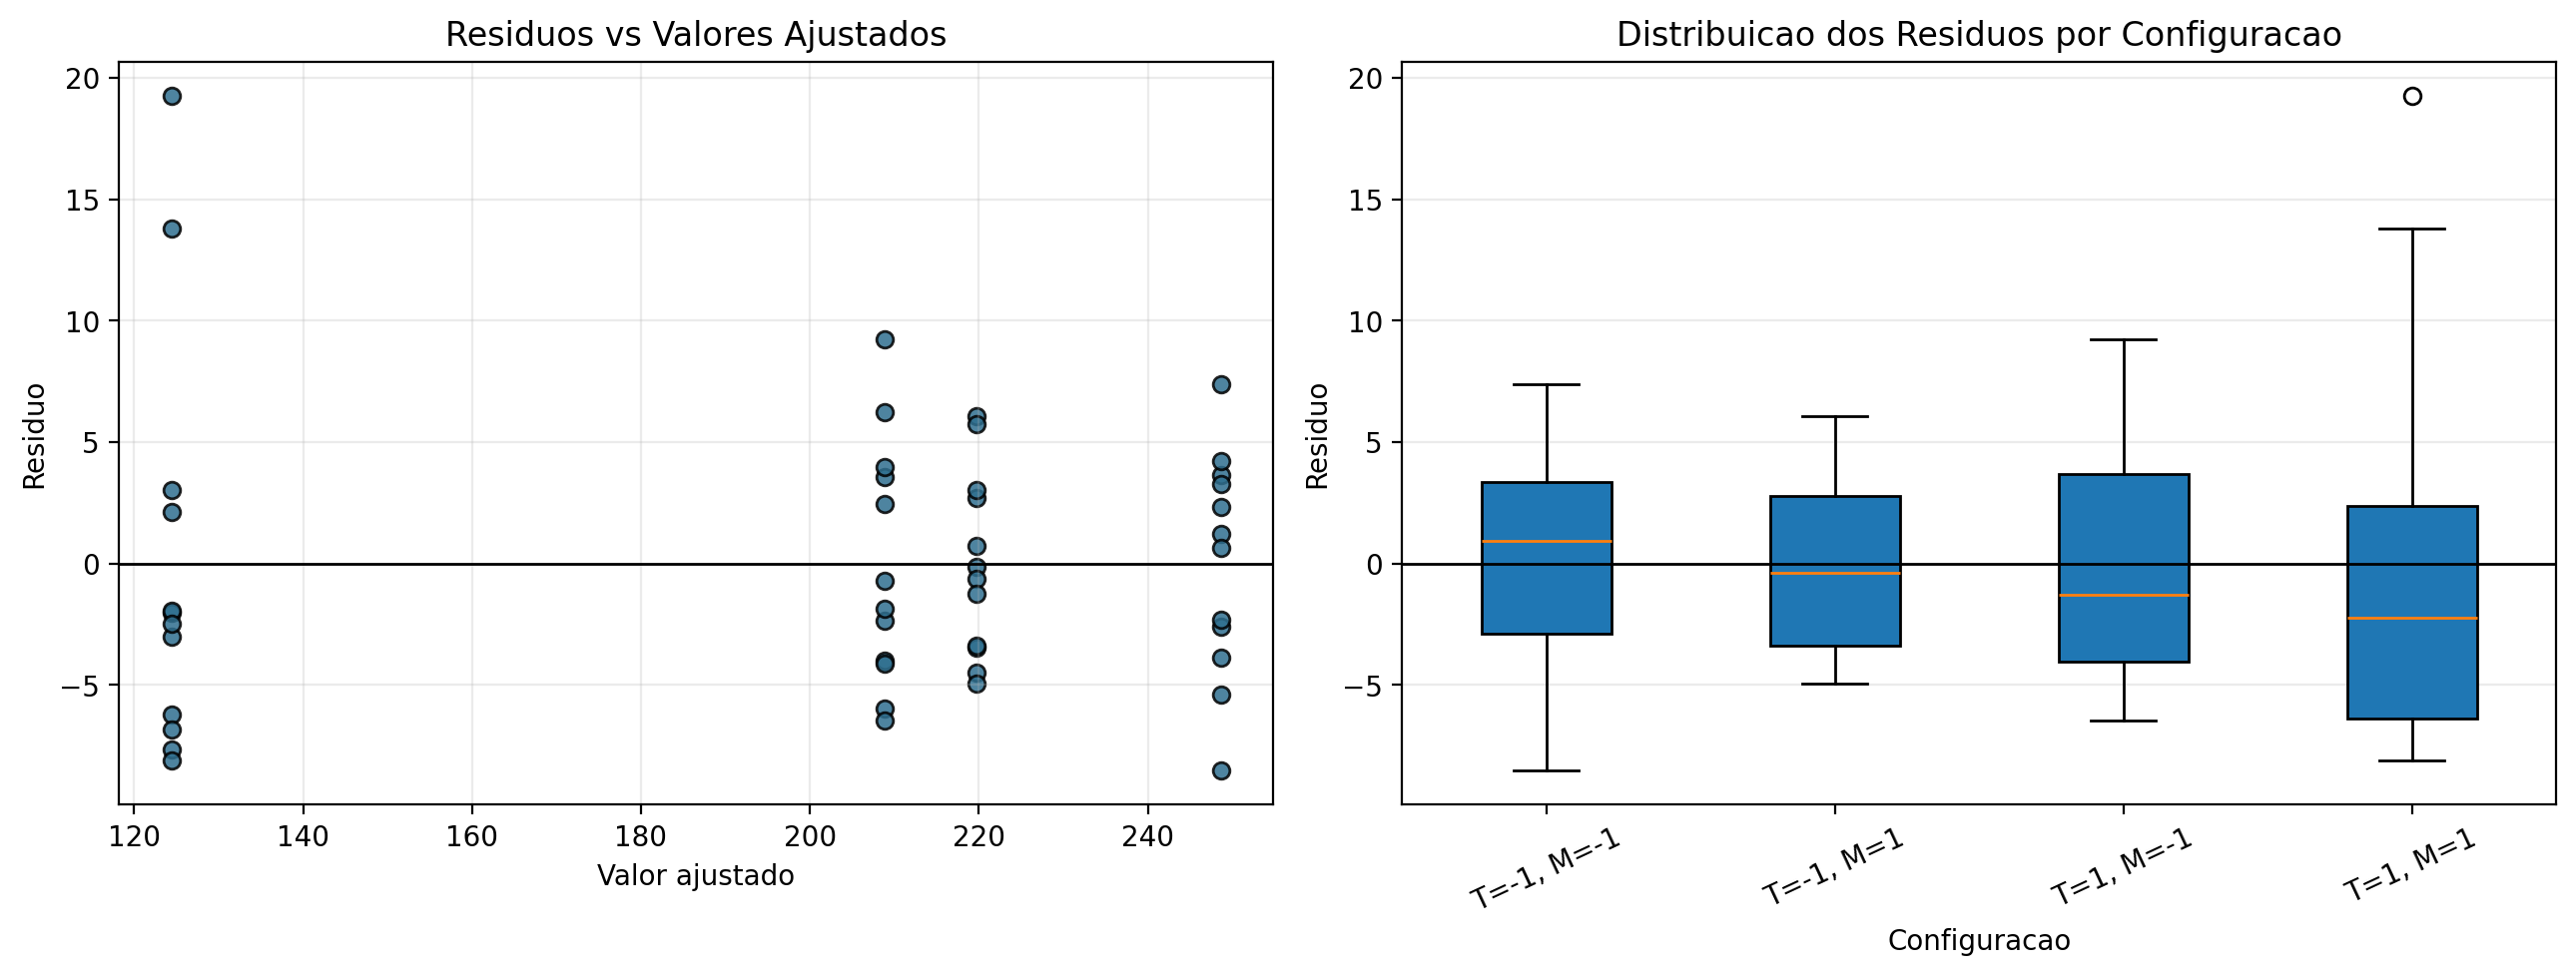 Residuos vs Valores Ajustados
20
15
10
5
0
−5
Residuo
120 140 160 180 200 220 240
Valor ajustado
Distribuicao dos Residuos por Configuracao
20
15
10
5
0
−5
Residuo
T=-1, M=-1
T=-1, M=1
T=1, M=-1
T=1, M=1
Configuracao